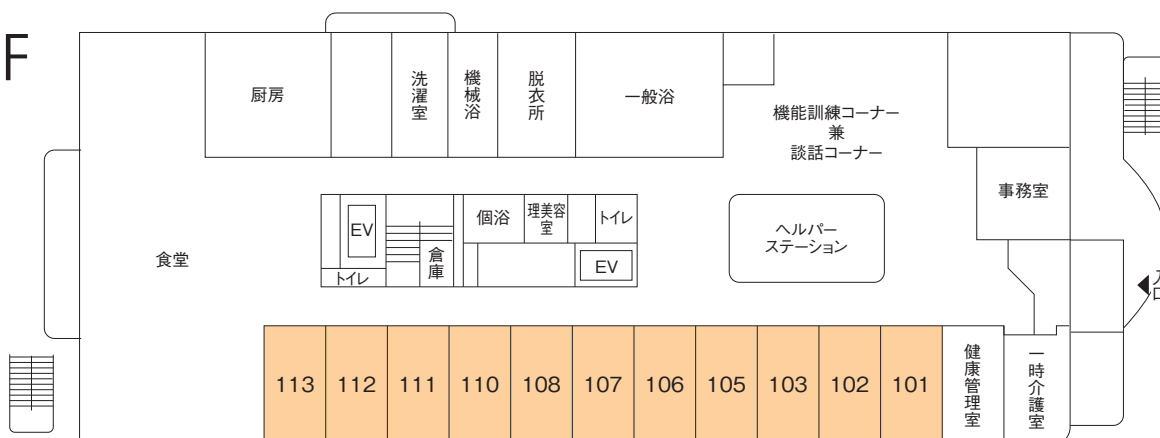 F
厨房
洗濯室
機械浴
脱衣所
一般浴
機能訓練コーナー
兼
談話コーナー
事務室
個浴
理美容
室
トイレ
EV
倉庫
トイレ
EV
ヘルパー
ステーション
食堂
入口
113
112
111
110
108
107
106
105
103
102
101
健康管理室
一時介護室